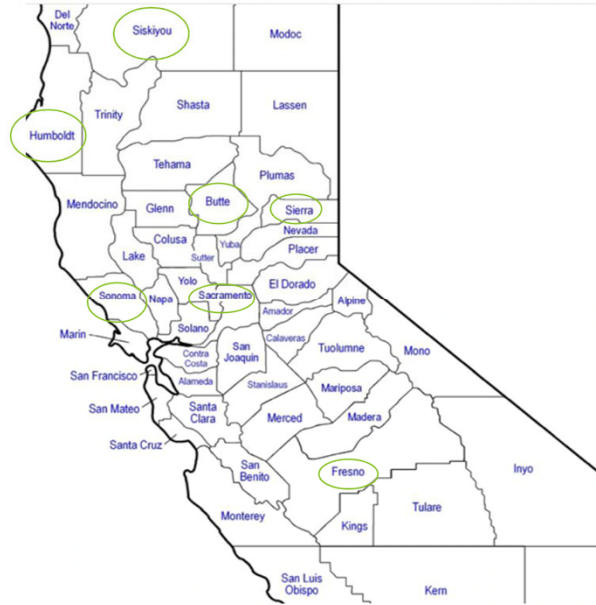 Del
Norte
Siskiyou
Modoc
Humboldt
Trinity
Shasta
Lassen
Tehama
Plumas
Mendocino
Glenn
Butte
Sierra
Colusa
Nevada
Lake
Sutter
Yuba
Placer
Yolo
El Dorado
Sonoma
Napa
Sacramento
Alpine
Amador
Marin
Solano
Calaveras
Contra
Costa
San
Joaquin
Tuolumne
Mono
San Francisco
Alameda
Stanislaus
Mariposa
San Mateo
Santa
Clara
Merced
Madera
Santa Cruz
San
Benito
Fresno
Inyo
Monterey
Kings
Tulare
San Luis
Obispo
Kern